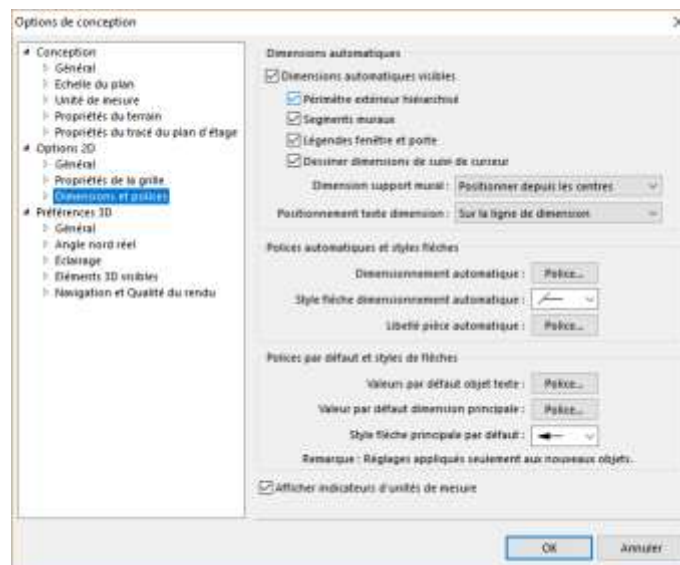 Options de conception
Conception
Général
Echelle du plan
Unité de mesure
Propriétés du terrain
Propriétés du tracé du plan d'étage
Options 2D
Général
Propriétés de la grille
Dimensions et polices
Préférences 3D
Général
Angle nord réel
Eclairage
Eléments 3D visibles
Navigation et Qualité du rendu
Dimensions automatiques
Dimensions automatiques visibles
Périmètre extérieur hiérarchisé
Segments muraux
Légendes fenêtre et porte
Dessiner dimensions de suivi de curseur
Dimension support mural : Positionner depuis les centres
Positionnement texte dimension : Sur la ligne de dimension
Polices automatiques et styles flèches
Dimensionnement automatique : Police...
Style flèche dimensionnement automatique :
Libellé pièce automatique : Police...
Polices par défaut et styles de flèches
Valeurs par défaut objet texte : Police...
Valeur par défaut dimension principale : Police...
Style flèche principale par défaut :
Remarque : Réglages appliqués seulement aux nouveaux objets.
Afficher indicateurs d'unités de mesure
OK Annuler